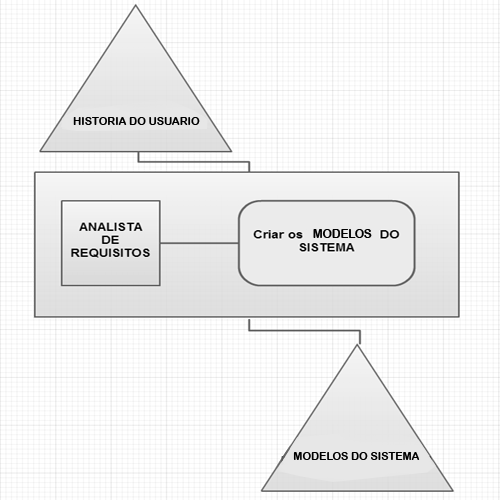 HISTORIA DO USUARIO
ANALISTA
DE
REQUISITOS
Criar os MODELOS DO
SISTEMA
MODELOS DO SISTEMA